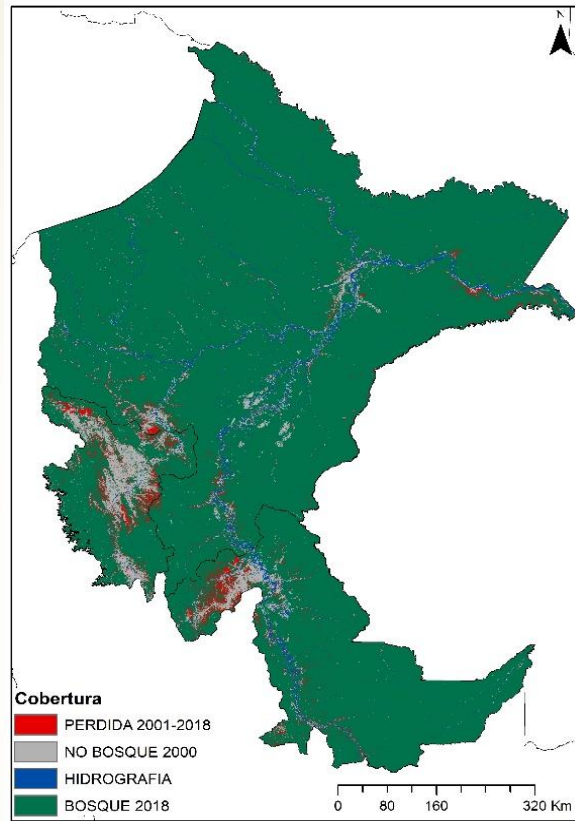 N
Cobertura
PERDIDA 2001-2018
NO BOSQUE 2000
HIDROGRAFIA
BOSQUE 2018
0 80 160 320 Km